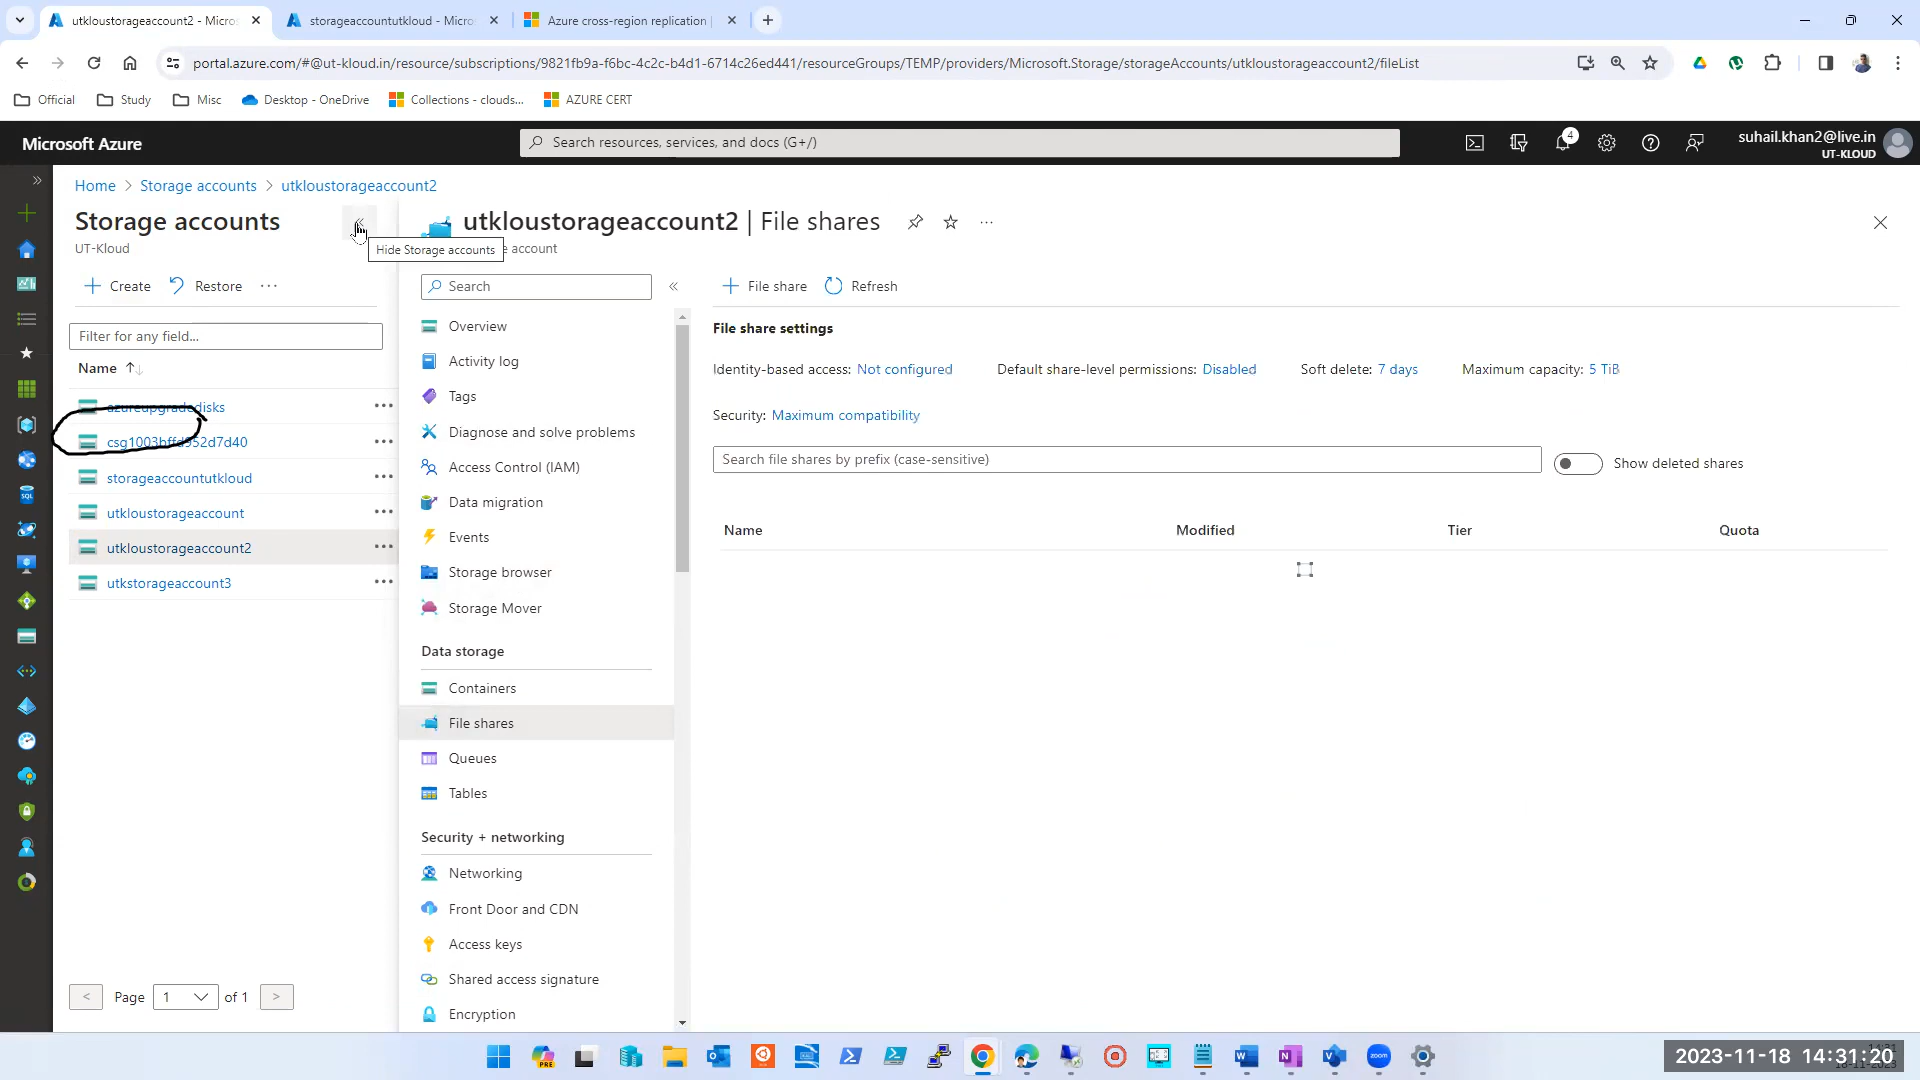 utkloustorageaccount2 - Micros
storageaccountutkloud - Micro
Azure cross-region replication
portal.azure.com/#@ut-kloud.in/resource/subscriptions/9821fb9a-f6bc-4c2c-b4d1-6714c26ed441/resourceGroups/TEMP/providers/Microsoft.Storage/storageAccounts/utkloustorageaccount2/fileList
Official
Study
Misc
Desktop - OneDrive
Collections - clouds...
AZURE CERT
Microsoft Azure
Search resources, services, and docs (G+/)
4
suhail.khan2@live.in
UT-KLOUD
Home > Storage accounts > utkloustorageaccount2
Storage accounts
UT-Kloud
Hide Storage accounts
utkloustorageaccount2 | File shares
e account
Create
Restore
Filter for any field...
Name
azureupgradedisks
csg1003bffd952d7d40
storageaccountutkloud
utkloustorageaccount
utkloustorageaccount2
utkstorageaccount3
< Page 1 of 1 >
Search
Overview
Activity log
Tags
Diagnose and solve problems
Access Control (IAM)
Data migration
Events
Storage browser
Storage Mover
Data storage
Containers
File shares
Queues
Tables
Security + networking
Networking
Front Door and CDN
Access keys
Shared access signature
Encryption
File share
Refresh
File share settings
Identity-based access: Not configured
Default share-level permissions: Disabled
Soft delete: 7 days
Maximum capacity: 5 TiB
Security: Maximum compatibility
Search file shares by prefix (case-sensitive)
Show deleted shares
Name
Modified
Tier
Quota
PRE
zoom
2023-11-18 14:31:20